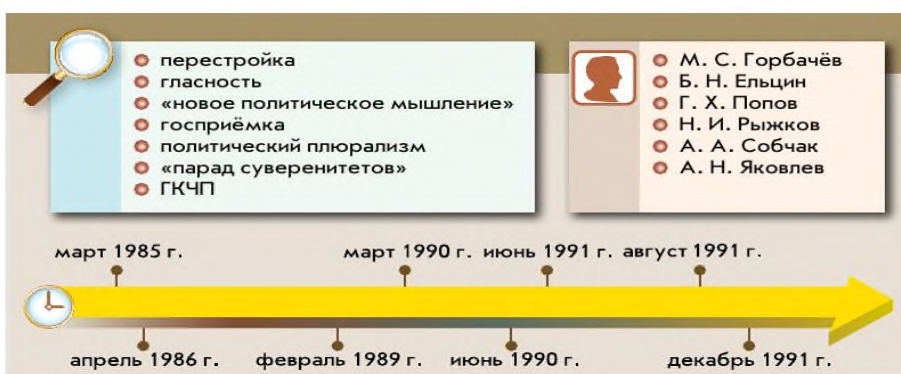 перестройка
гласность
«новое политическое мышление»
госприёмка
политический плюрализм
«парад суверенитетов»
ГКЧП
М. С. Горбачёв
Б. Н. Ельцин
Г. Х. Попов
Н. И. Рыжков
А. А. Собчак
А. Н. Яковлев
март 1985 г. март 1990 г. июнь 1991 г. август 1991 г.
апрель 1986 г. февраль 1989 г. июнь 1990 г. декабрь 1991 г.